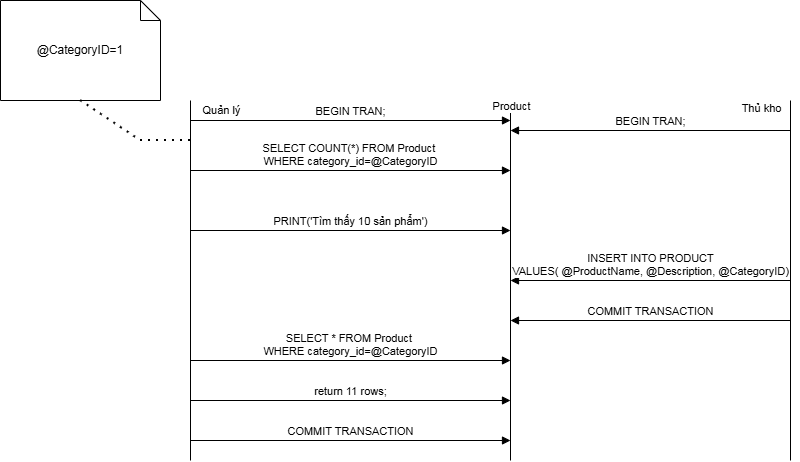 @CategoryID=1
Quản lý
Product
Thủ kho
BEGIN TRAN;
BEGIN TRAN;
SELECT COUNT(*) FROM Product
WHERE category_id=@CategoryID
PRINT('Tìm thấy 10 sản phẩm')
INSERT INTO PRODUCT
VALUES( @ProductName, @Description, @CategoryID)
COMMIT TRANSACTION
SELECT * FROM Product
WHERE category_id=@CategoryID
return 11 rows;
COMMIT TRANSACTION